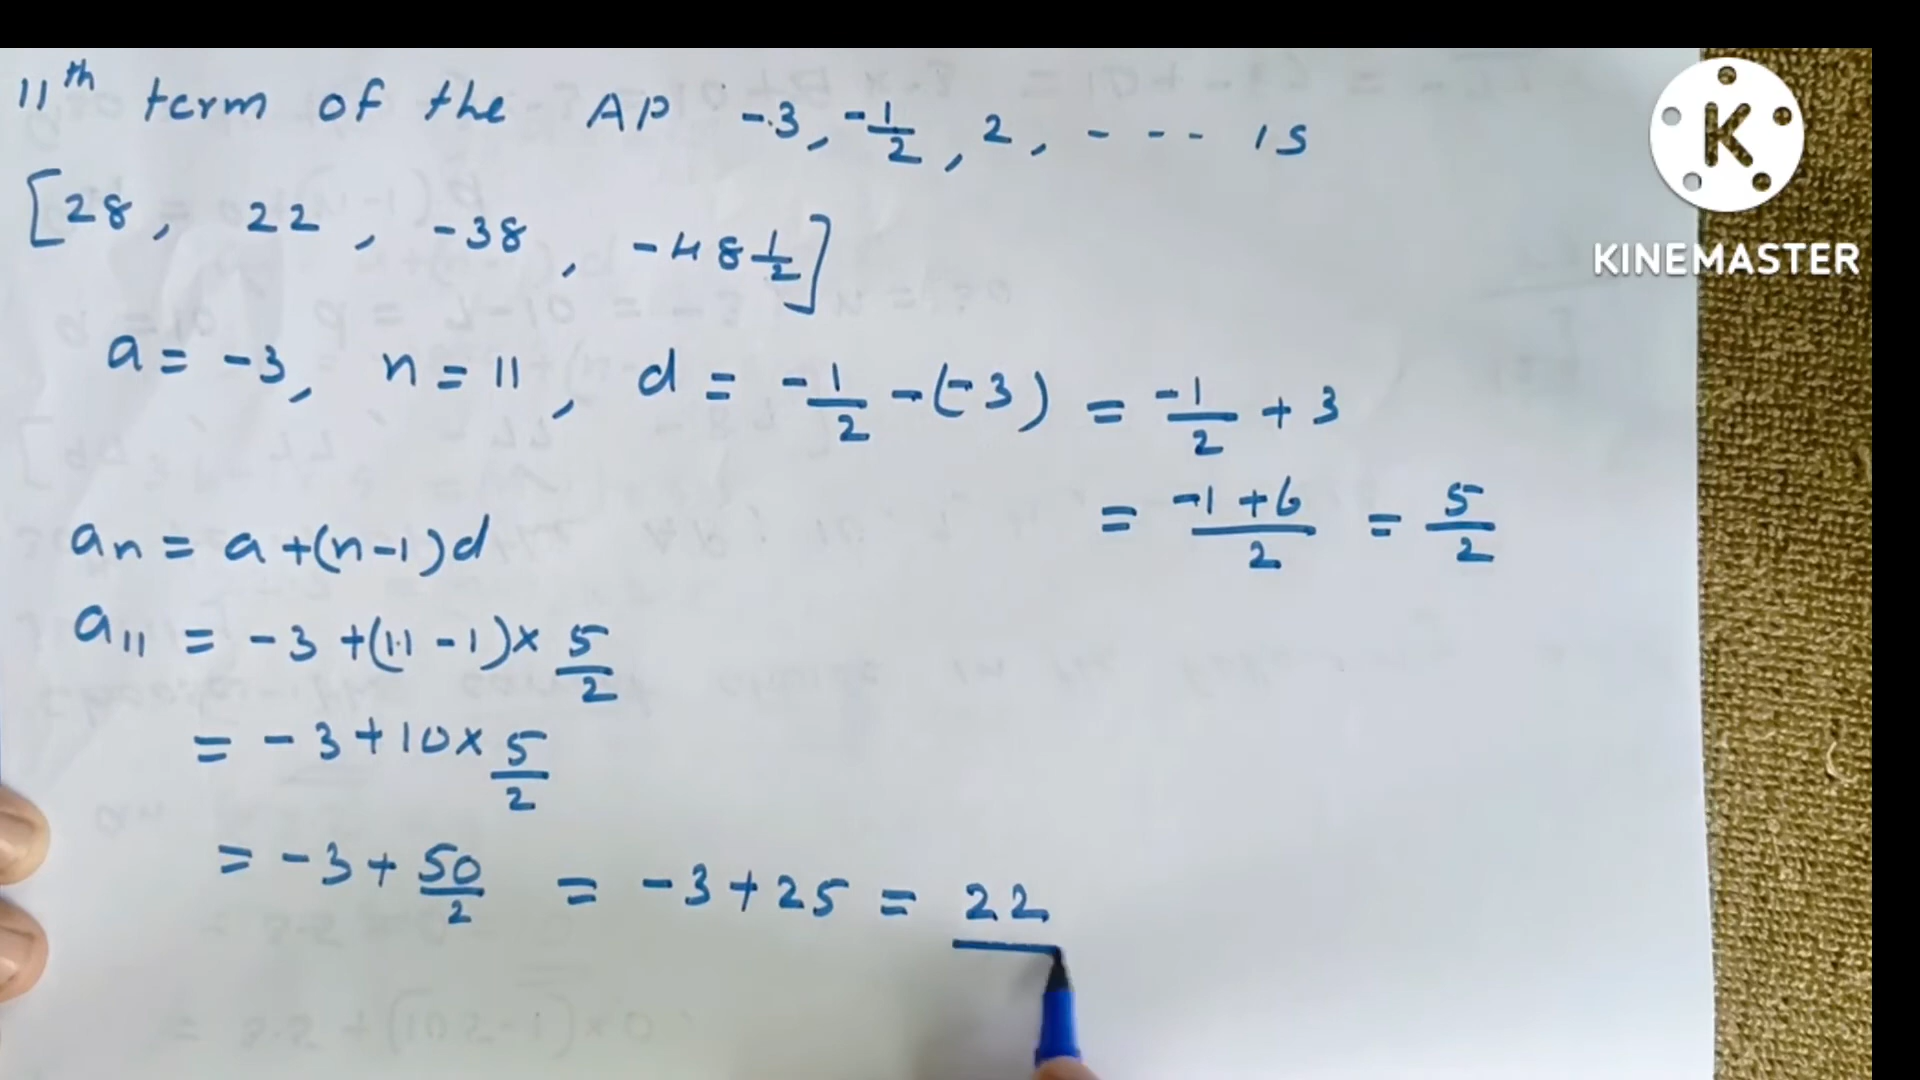 11th term of the AP -3, -1/2, 2, - - - - is
[28, 22, -38, -48 1/2]
a = -3, n = 11, d = -1/2 - (-3) = -1/2 + 3
= -1+6/2 = 5/2
an = a+(n-1)d
a11 = -3 +(11-1)× 5/2
= -3+10× 5/2
= -3+ 50/2 = -3+25 = 22
K
KINEMASTER